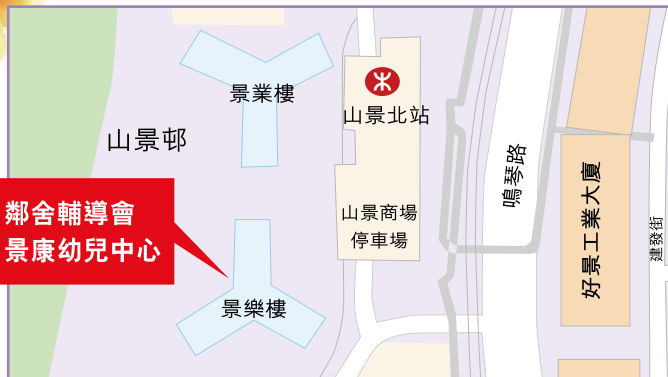 景業樓
山景邨
山景北站
鄰舍輔導會
景康幼兒中心
山景商場
停車場
景樂樓
鳴琴路
好景工業大廈
建發街